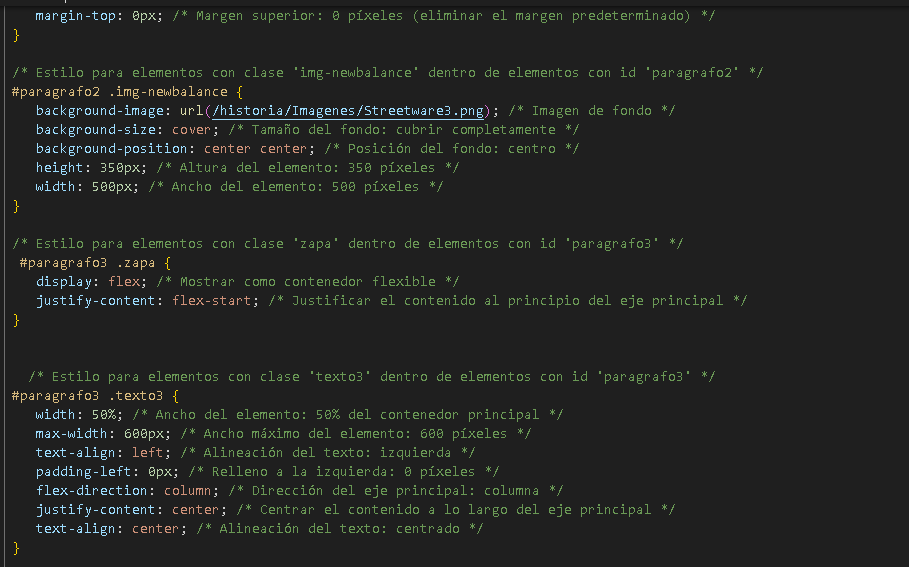 margin-top: 0px; /* Margen superior: 0 píxeles (eliminar el margen predeterminado) */
}
/* Estilo para elementos con clase 'img-newbalance' dentro de elementos con id 'paragrafo2' */
#paragrafo2 .img-newbalance {
background-image: url(/historia/Imagenes/Streetware3.png); /* Imagen de fondo */
background-size: cover; /* Tamaño del fondo: cubrir completamente */
background-position: center center; /* Posición del fondo: centro */
height: 350px; /* Altura del elemento: 350 píxeles */
width: 500px; /* Ancho del elemento: 500 píxeles */
}
/* Estilo para elementos con clase 'zapa' dentro de elementos con id 'paragrafo3' */
#paragrafo3 .zapa {
display: flex; /* Mostrar como contenedor flexible */
justify-content: flex-start; /* Justificar el contenido al principio del eje principal */
}
/* Estilo para elementos con clase 'texto3' dentro de elementos con id 'paragrafo3' */
#paragrafo3 .texto3 {
width: 50%; /* Ancho del elemento: 50% del contenedor principal */
max-width: 600px; /* Ancho máximo del elemento: 600 píxeles */
text-align: left; /* Alineación del texto: izquierda */
padding-left: 0px; /* Relleno a la izquierda: 0 píxeles */
flex-direction: column; /* Dirección del eje principal: columna */
justify-content: center; /* Centrar el contenido a lo largo del eje principal */
text-align: center; /* Alineación del texto: centrado */
}